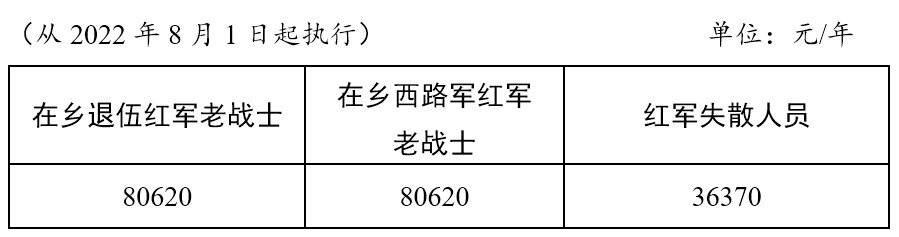 （从 2022 年 8 月 1 日起执行） 单位：元/年
在乡退伍红军老战士 在乡西路军红军老战士 红军失散人员
80620 80620 36370